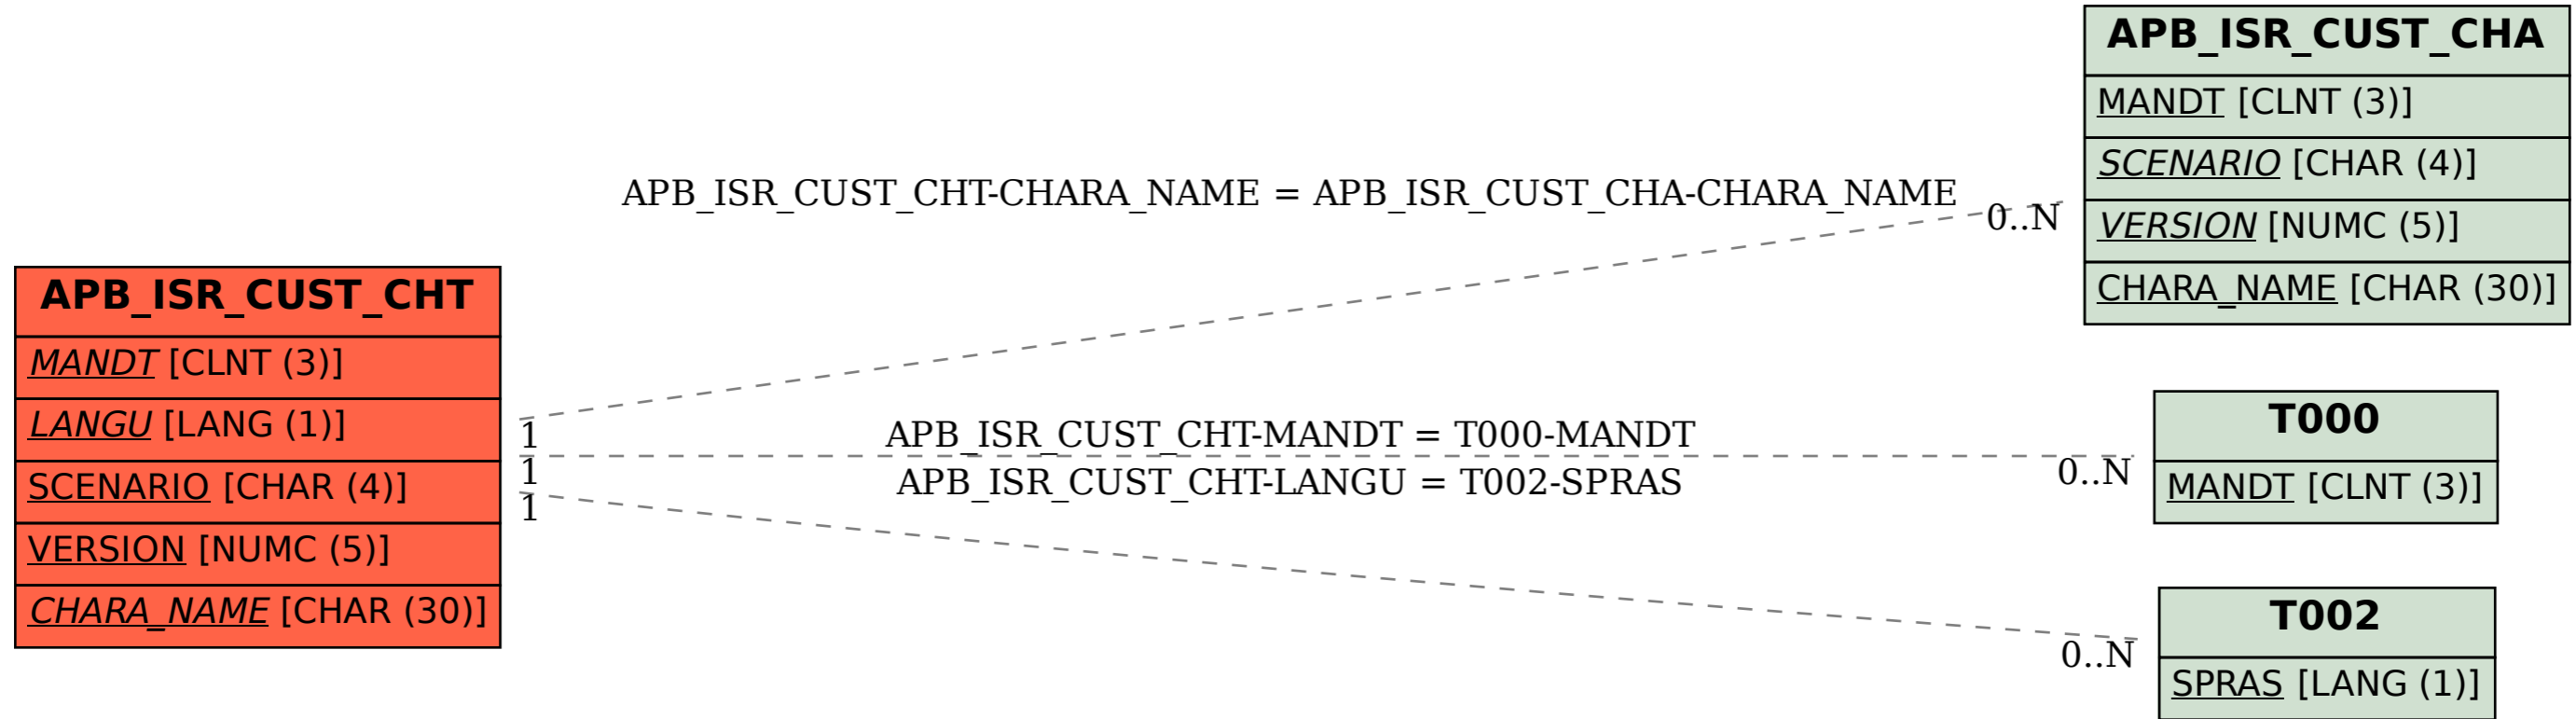 APB_ISR_CUST_CHA
MANDT [CLNT (3)]
SCENARIO [CHAR (4)]
VERSION [NUMC (5)]
CHARA_NAME [CHAR (30)]
APB_ISR_CUST_CHT-CHARA_NAME = APB_ISR_CUST_CHA-CHARA_NAME
0..N
APB_ISR_CUST_CHT
MANDT [CLNT (3)]
LANGU [LANG (1)]
SCENARIO [CHAR (4)]
VERSION [NUMC (5)]
CHARA_NAME [CHAR (30)]
1
1
1
APB_ISR_CUST_CHT-MANDT = T000-MANDT
0..N
APB_ISR_CUST_CHT-LANGU = T002-SPRAS
0..N
T000
MANDT [CLNT (3)]
T002
SPRAS [LANG (1)]